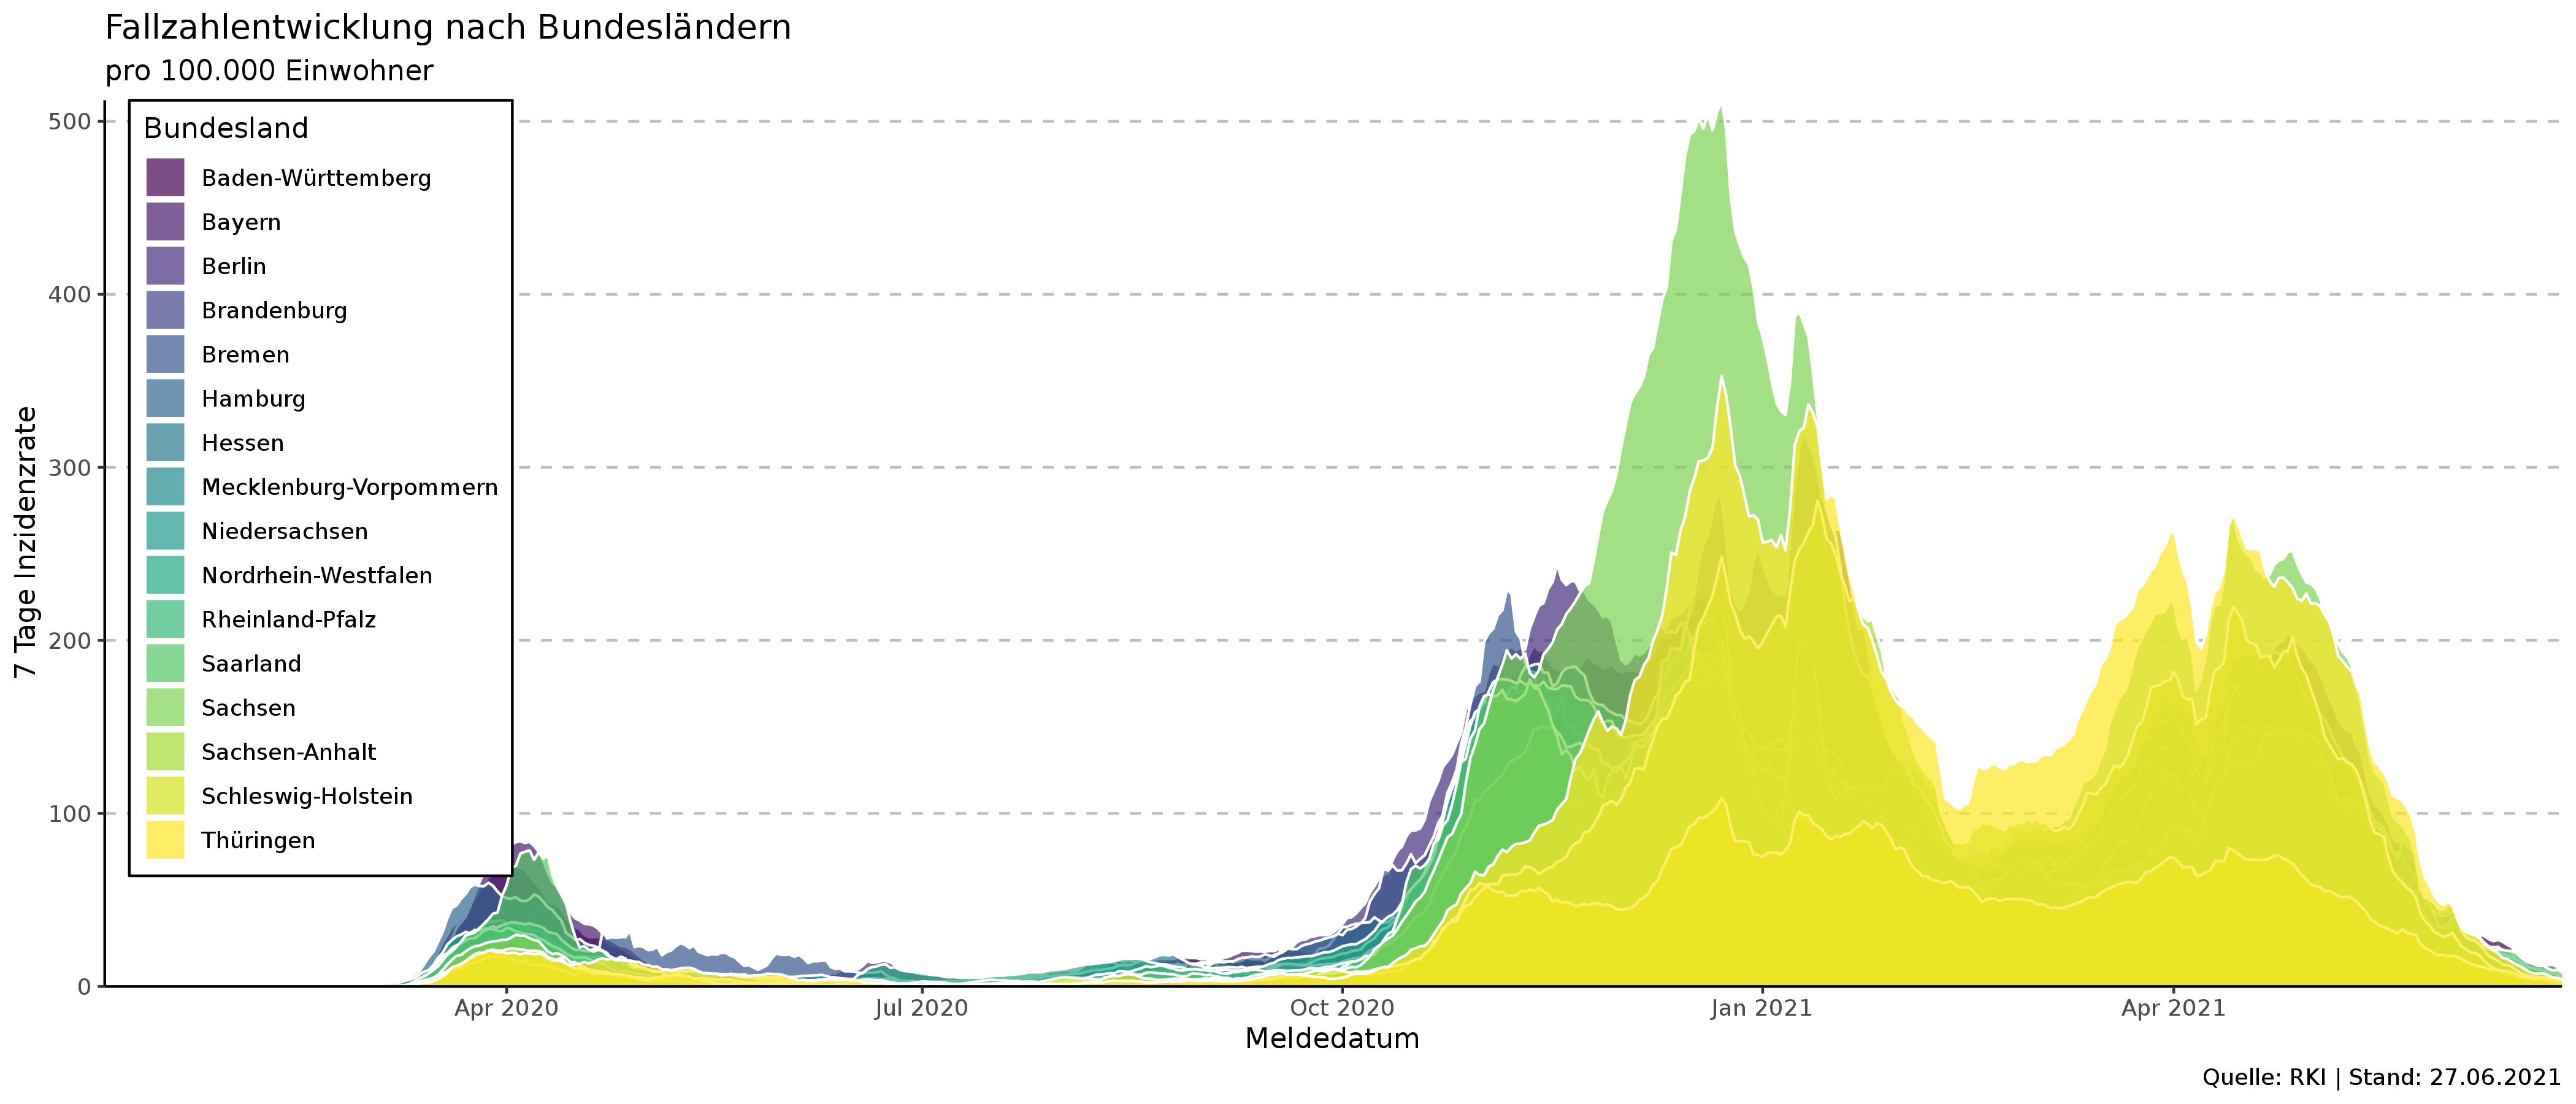 Fallzahlentwicklung nach Bundesländern
pro 100.000 Einwohner
Bundesland
Baden-Württemberg
Bayern
Berlin
Brandenburg
Bremen
Hamburg
Hessen
Mecklenburg-Vorpommern
Niedersachsen
Nordrhein-Westfalen
Rheinland-Pfalz
Saarland
Sachsen
Sachsen-Anhalt
Schleswig-Holstein
Thüringen
7 Tage Inzidenzrate
500
400
300
200
100
0
Apr 2020 Jul 2020 Oct 2020 Jan 2021 Apr 2021
Meldedatum
Quelle: RKI | Stand: 27.06.2021